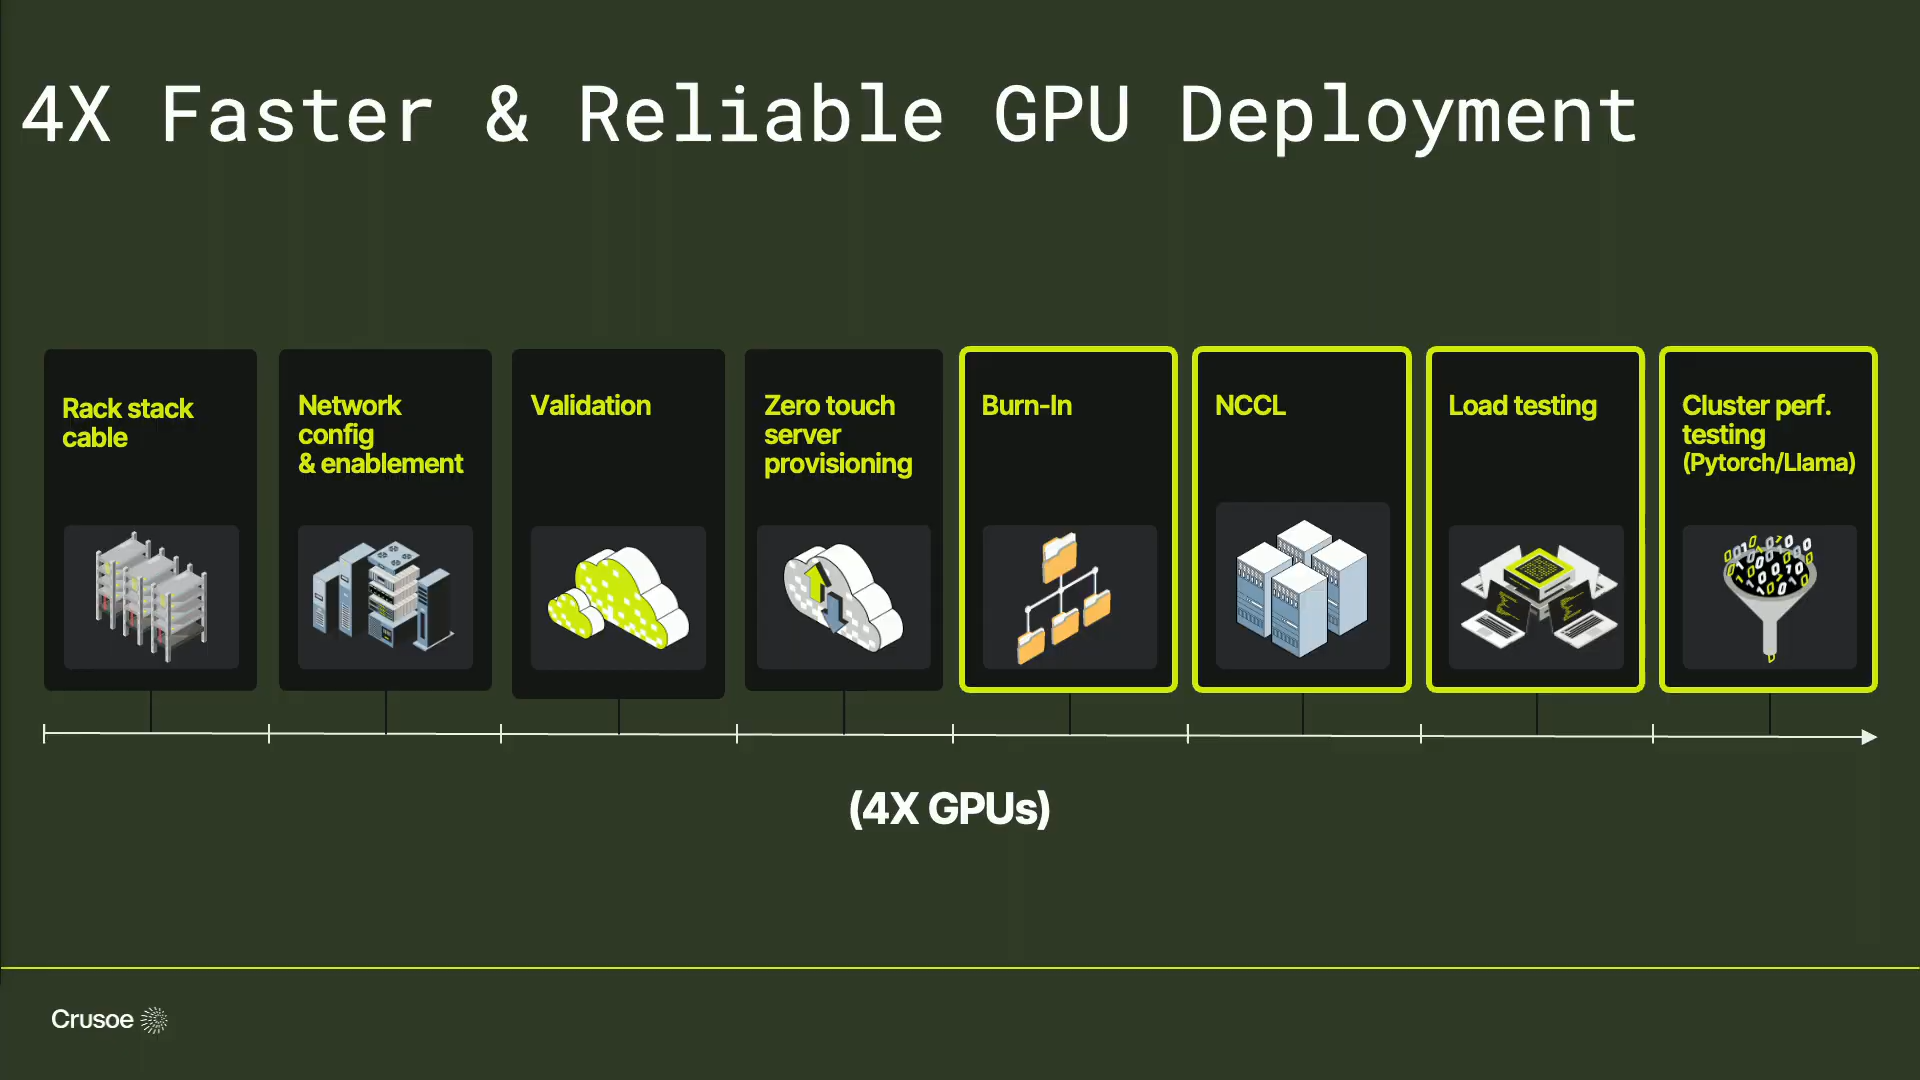 4X Faster & Reliable GPU Deployment
Rack stack
cable
Network
config
& enablement
Validation
Zero touch
server
provisioning
Burn-In
NCCL
Load testing
Cluster perf.
testing
(Pytorch/Llama)
(4X GPUs)
Crusoe